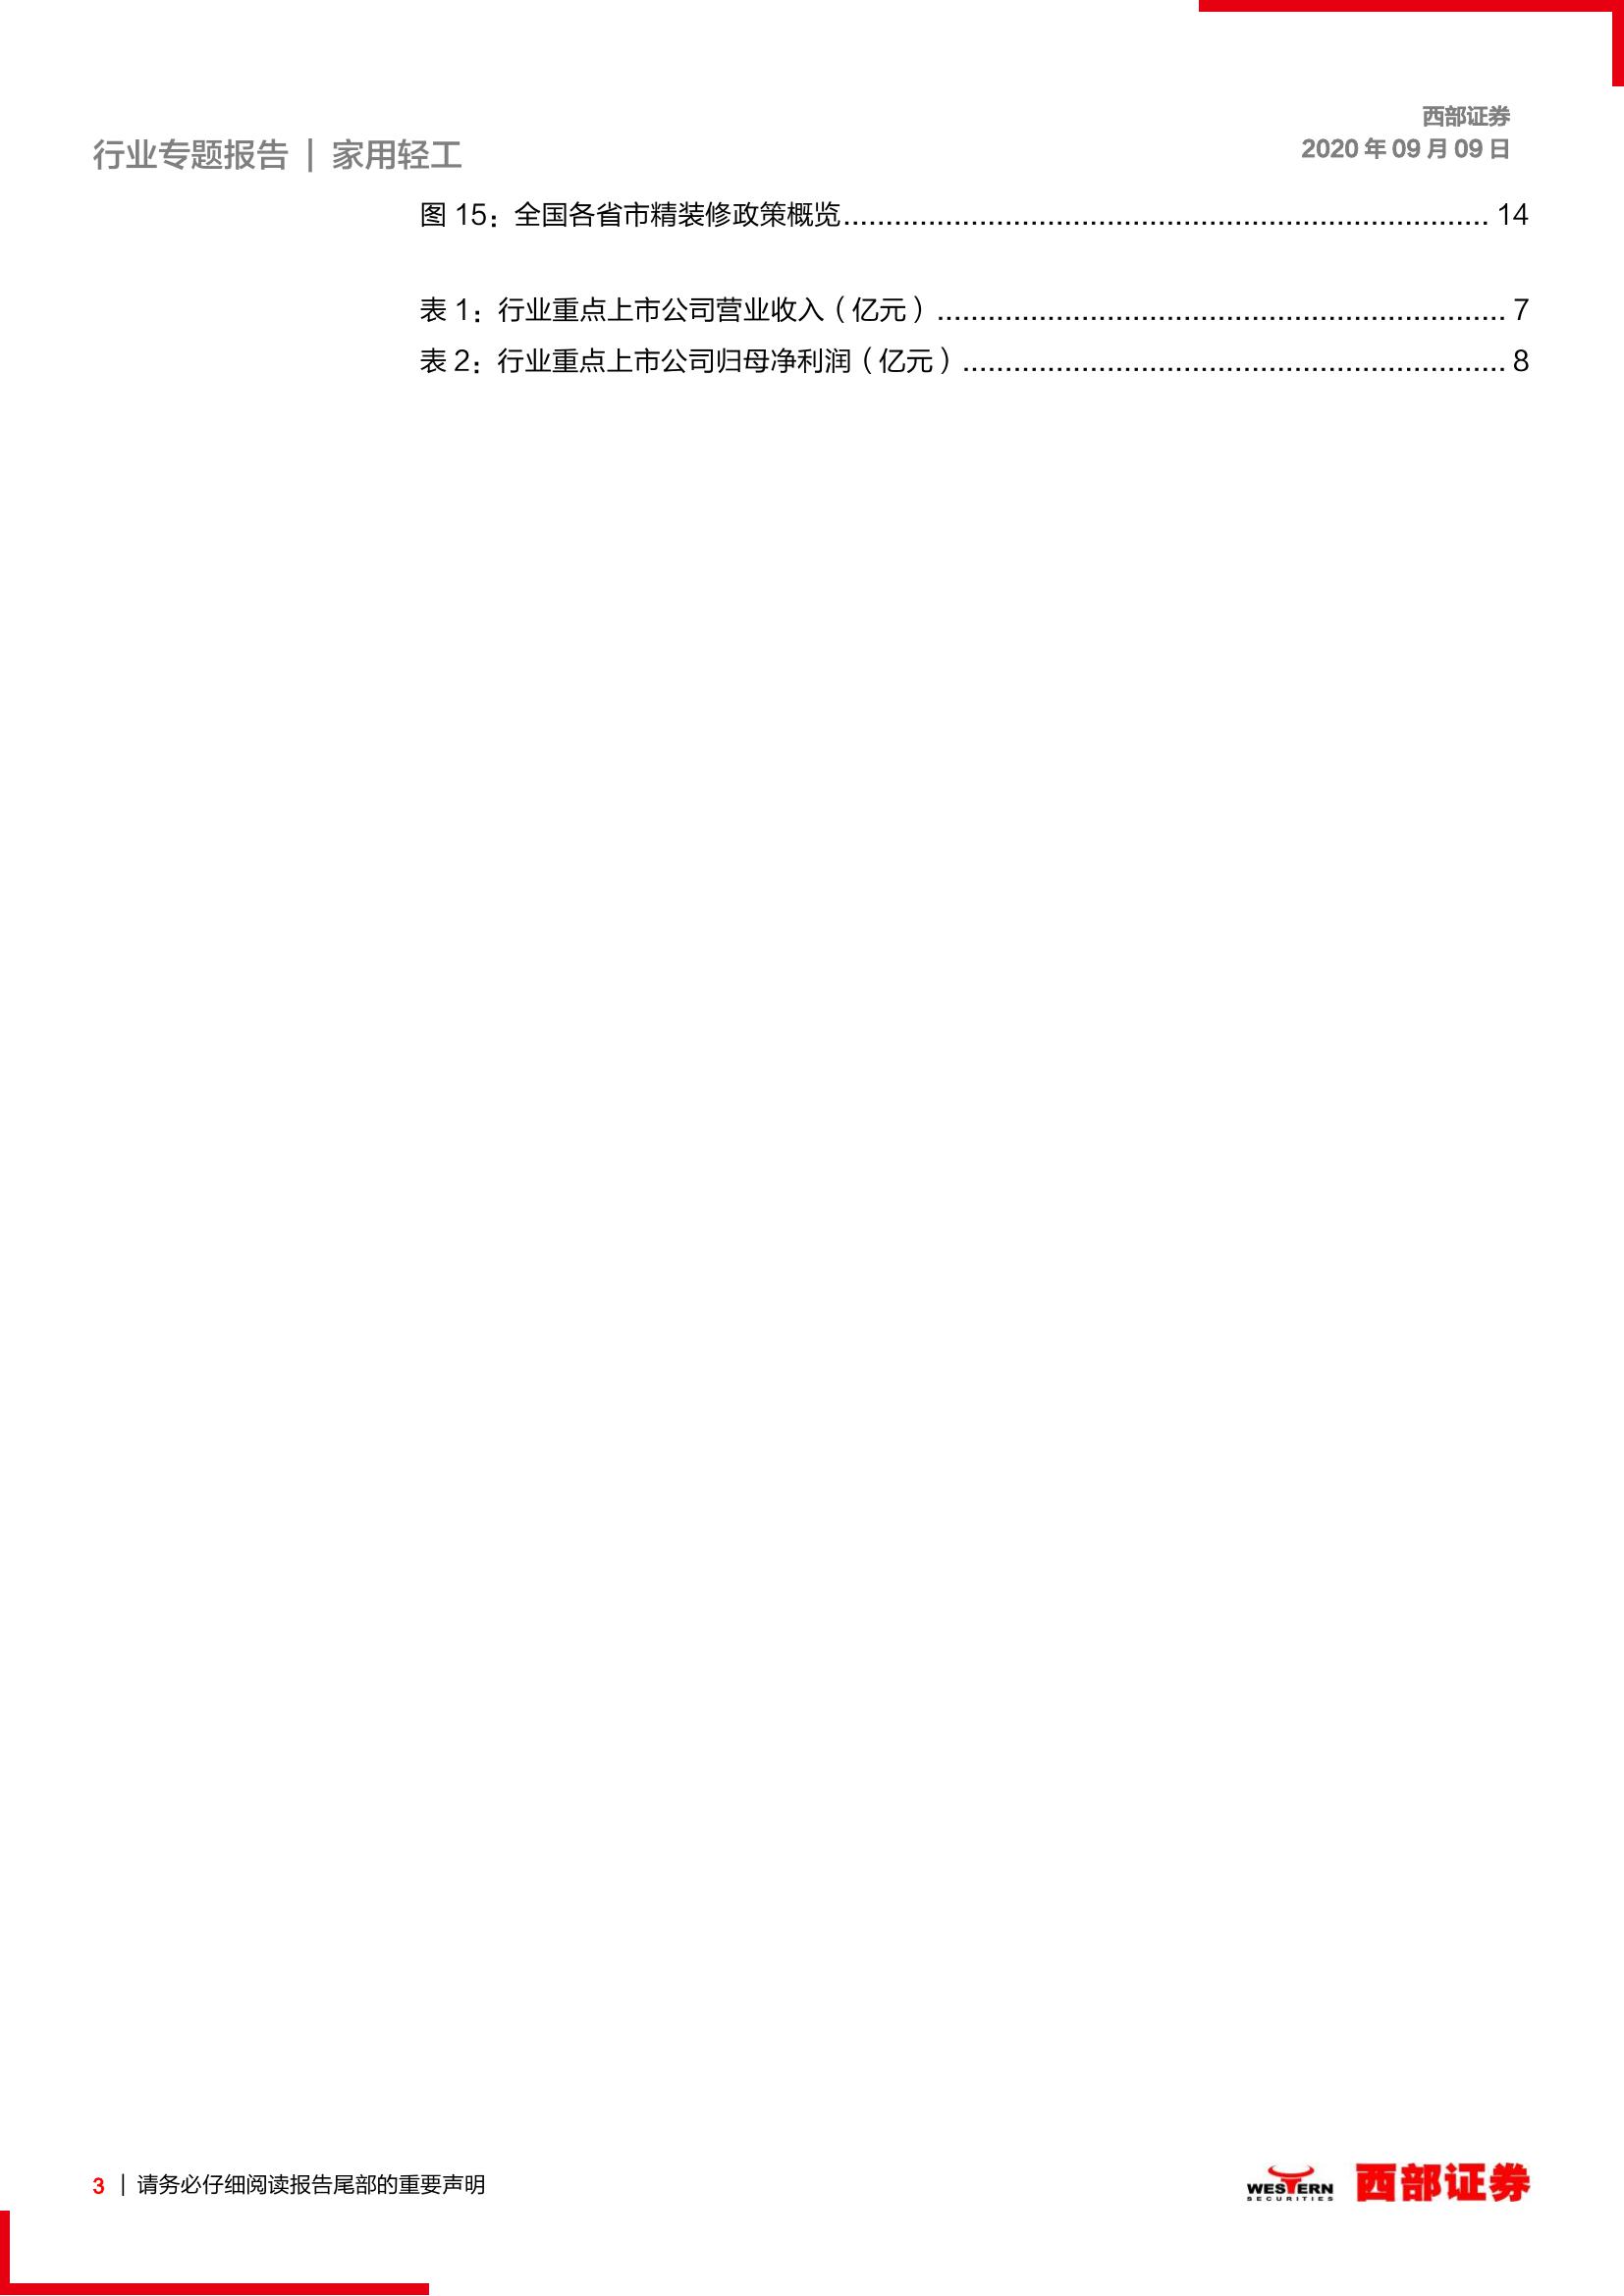 西部证券
行业专题报告 | 家用轻工
2020 年 09 月 09 日
图 15：全国各省市精装修政策概览........................................................................... 14
表 1：行业重点上市公司营业收入（亿元）.................................................................. 7
表 2：行业重点上市公司归母净利润（亿元）............................................................... 8
3 | 请务必仔细阅读报告尾部的重要声明
WESTERN
SECURITIES
西部证券